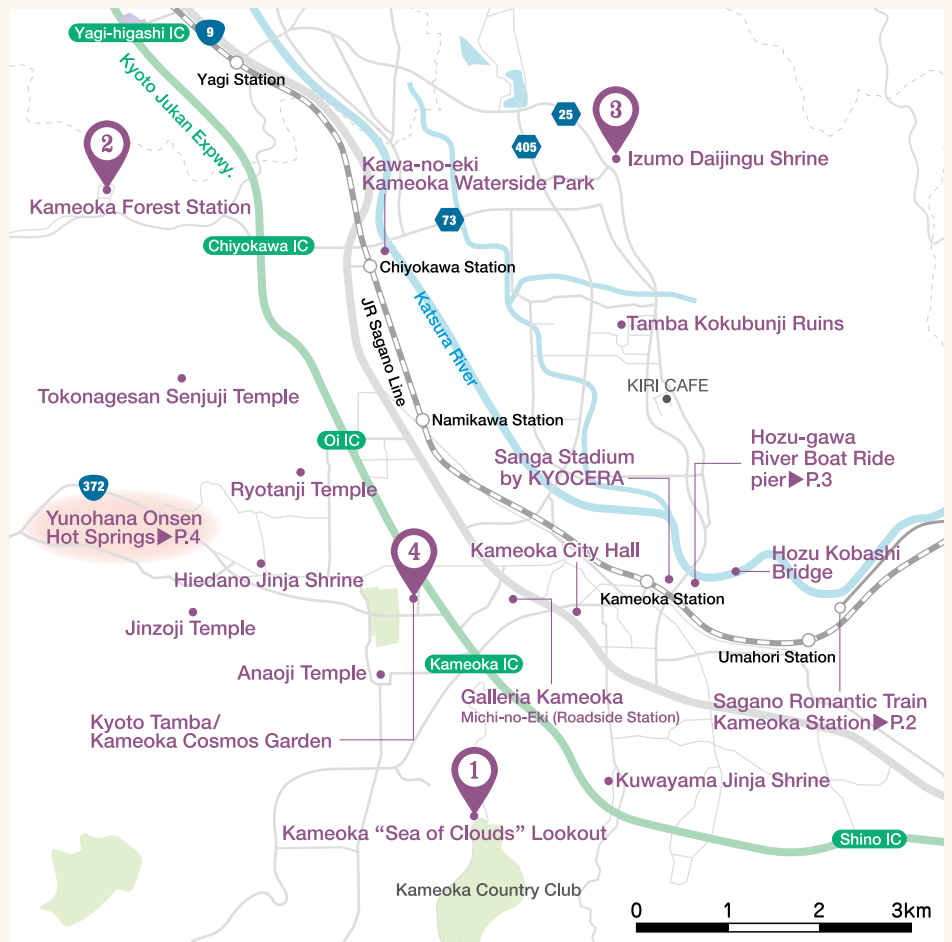 Yagi-higashi IC
9
Yagi Station
Kyoto Jukan Expwy.
2
Kameoka Forest Station
25
3
405
Izumo Daijingu Shrine
Kawa-no-eki
Kameoka Waterside Park
73
Chiyokawa IC
Chiyokawa Station
JR Sagano Line
Katsura River
Tamba Kokubunji Ruins
KIRI CAFE
Tokonagesan Senjuji Temple
Namikawa Station
Oi IC
Sanga Stadium
by KYOCERA
Hozu-gawa
River Boat Ride
pier▶P.3
Ryotanji Temple
372
Yunohana Onsen
Hot Springs▶P.4
4
Kameoka City Hall
Hozu Kobashi
Bridge
Hiedano Jinja Shrine
Kameoka Station
Jinzoji Temple
Umahori Station
Anaoji Temple
Kameoka IC
Galleria Kameoka
Michi-no-Eki (Roadside Station)
Sagano Romantic Train
Kameoka Station▶P.2
Kyoto Tamba/
Kameoka Cosmos Garden
1
Kuwayama Jinja Shrine
Kameoka “Sea of Clouds” Lookout
Shino IC
Kameoka Country Club
0 1 2 3km